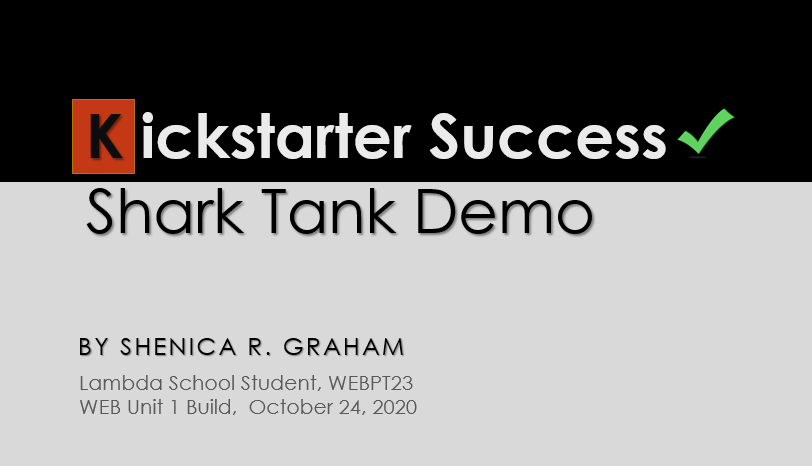 Kickstarter Success
Shark Tank Demo
BY SHENICA R. GRAHAM
Lambda School Student, WEBPT23
WEB Unit 1 Build,  October 24, 2020